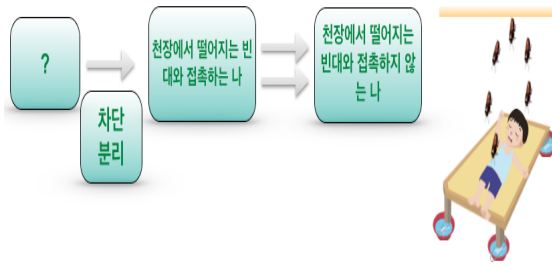 ?
차단
분리
천장에서 떨어지는 빈
대와 접촉하는 나
천장에서 떨어지는
빈대와 접촉하지 않
는 나